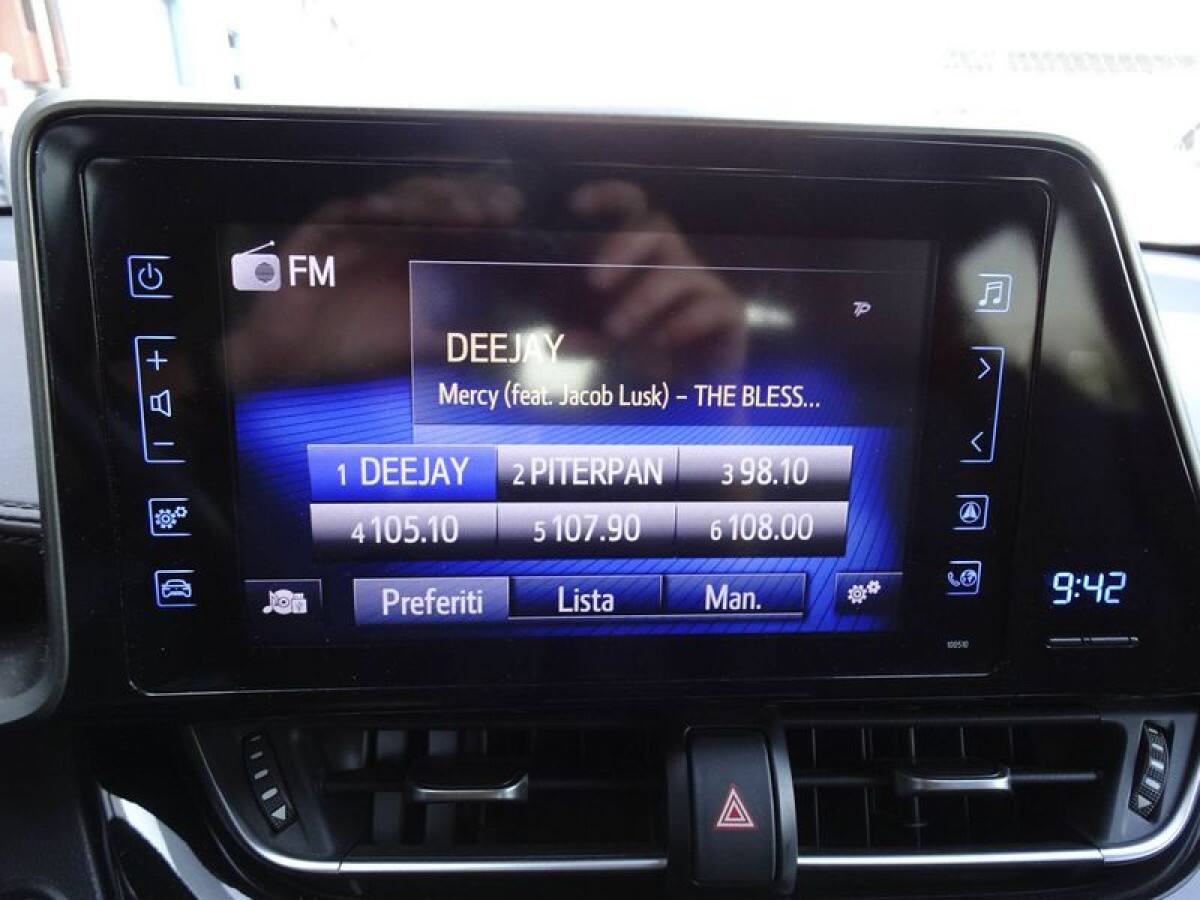 FM
TP
DEEJAY
Mercy (feat. Jacob Lusk) – THE BLESS...
1 DEEJAY 2 PITERPAN 3 98.10
4 105.10 5 107.90 6 108.00
Preferiti Lista Man.
9:42
100510